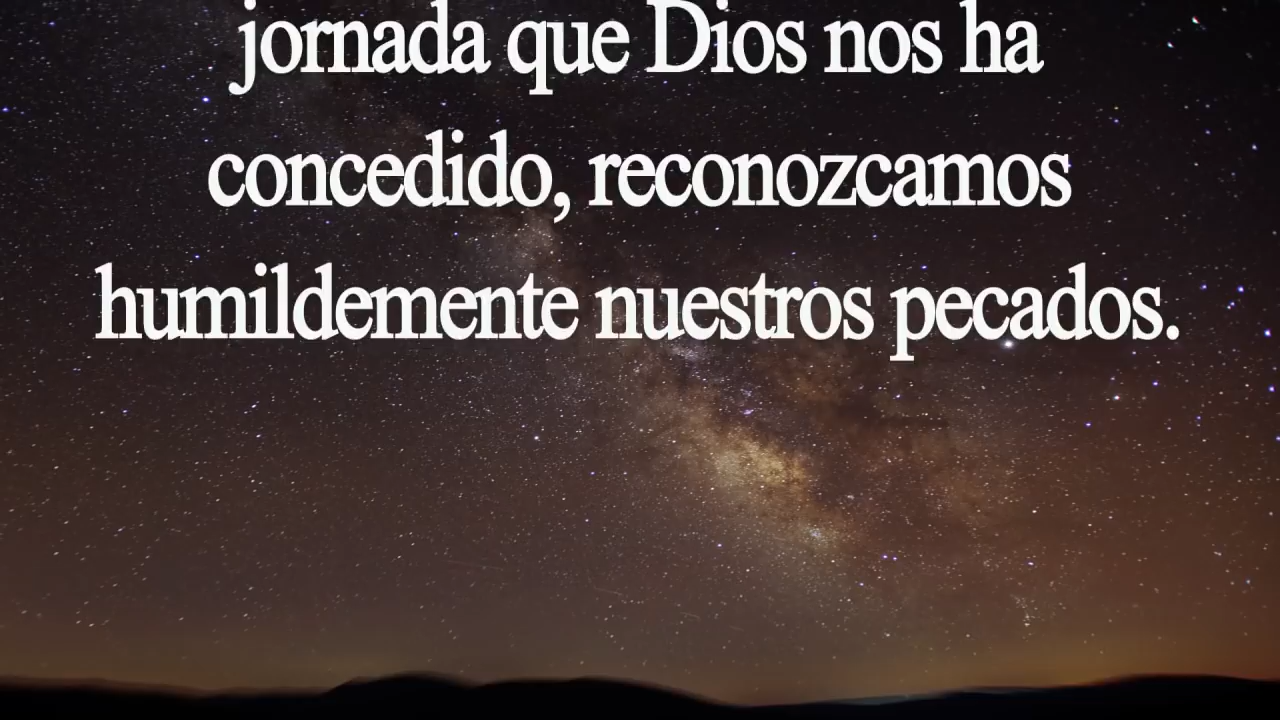 jornada que Dios nos ha
concedido, reconozcamos
humildemente nuestros pecados.